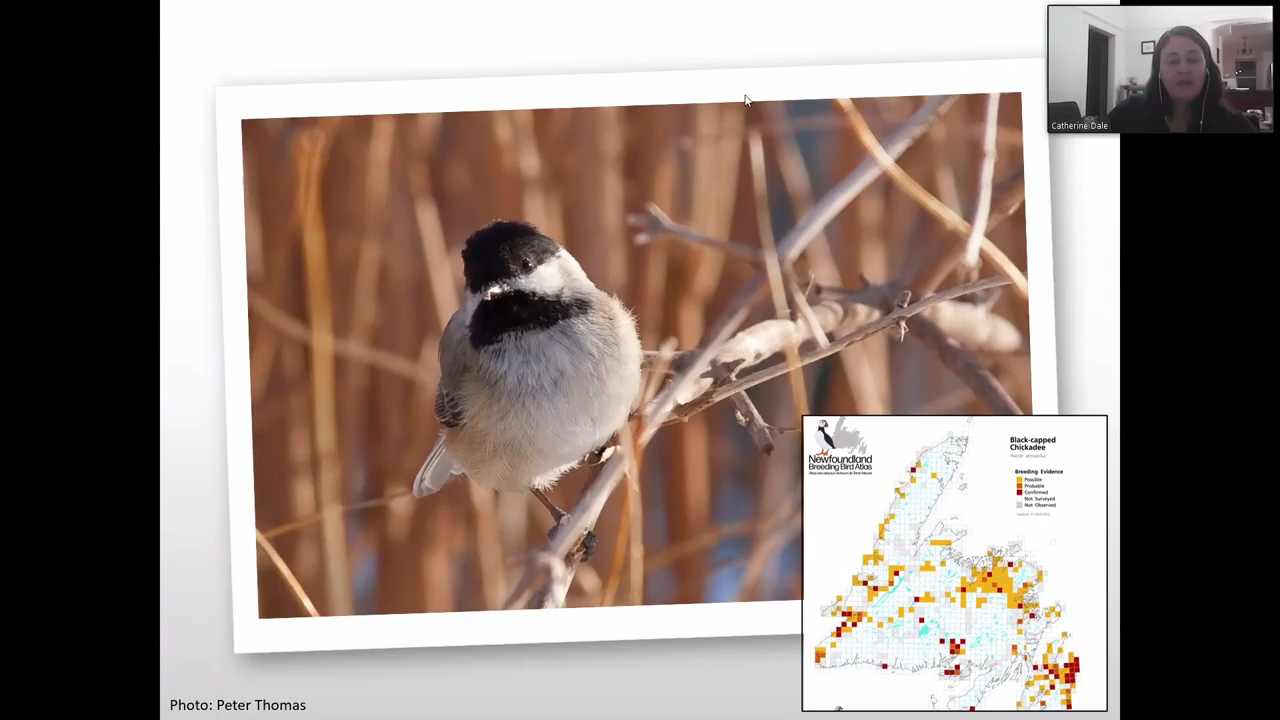 Catherine Dale
Newfoundland
Breeding Bird Atlas
Black-capped
Chickadee
Breeding Evidence
Possible
Probable
Confirmed
Not Surveyed
Not Observed
Photo: Peter Thomas